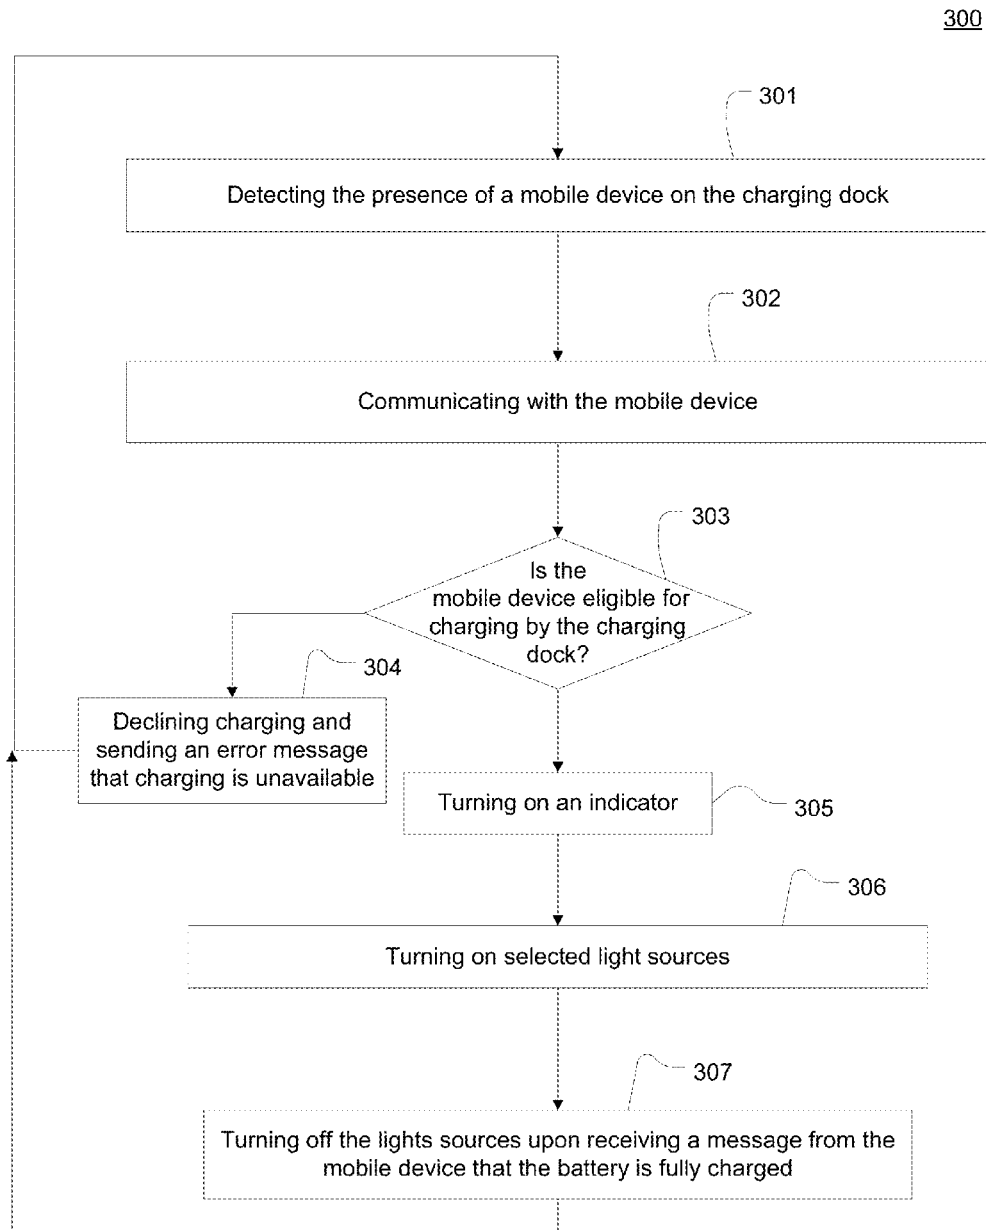 300
301
Detecting the presence of a mobile device on the charging dock
302
Communicating with the mobile device
303
Is the
mobile device eligible for
charging by the charging
dock?
304
Declining charging and
sending an error message
that charging is unavailable
Turning on an indicator
305
306
Turning on selected light sources
307
Turning off the lights sources upon receiving a message from the
mobile device that the battery is fully charged